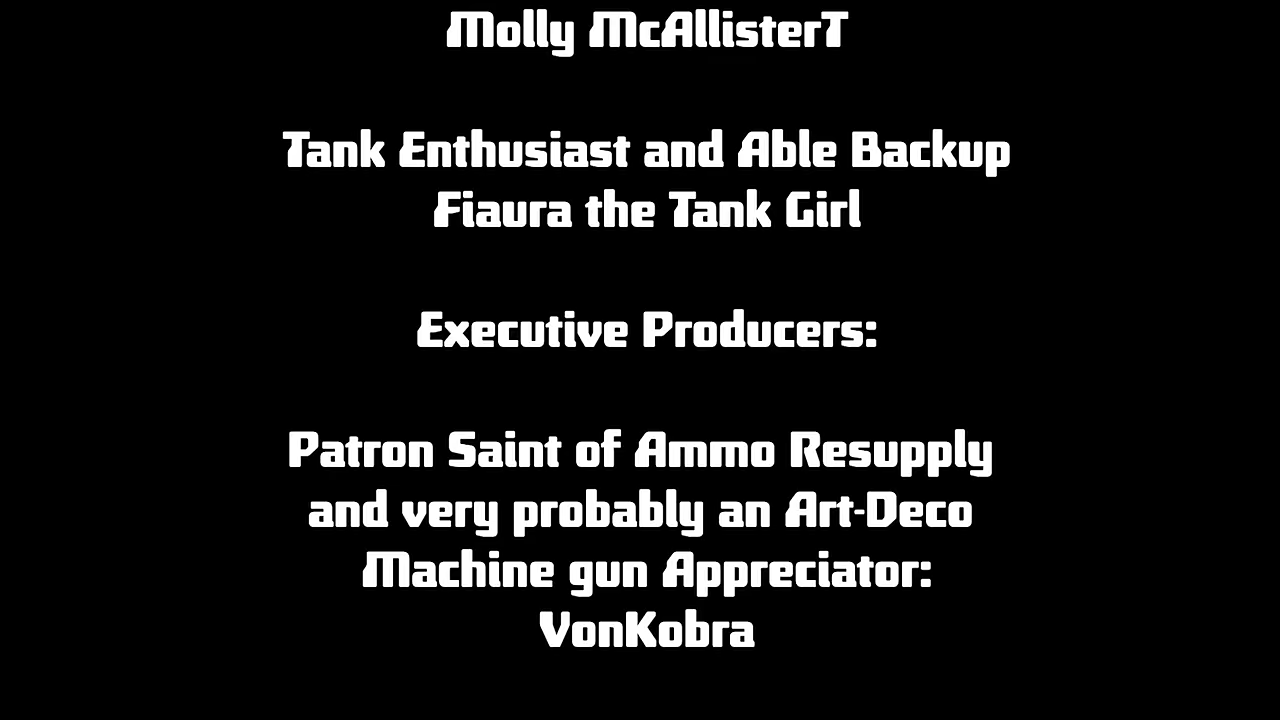 Molly McAllisterT
Tank Enthusiast and Able Backup
Fiaura the Tank Girl
Executive Producers:
Patron Saint of Ammo Resupply
and very probably an Art-Deco
Machine gun Appreciator:
VonKobra